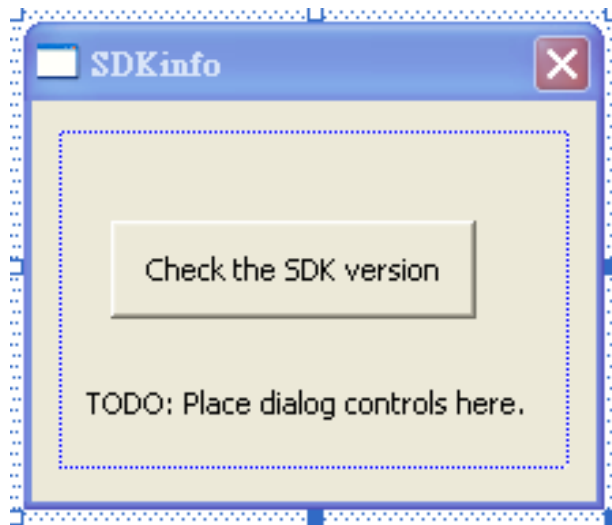 SDKinfo
Check the SDK version
TODO: Place dialog controls here.